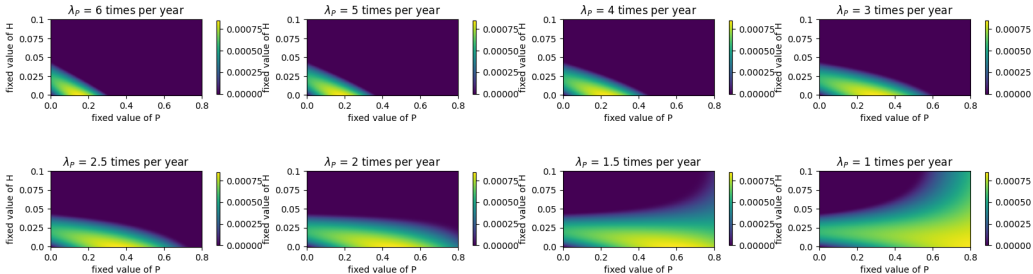 λP = 6 times per year
λP = 5 times per year
λP = 4 times per year
λP = 3 times per year
fixed value of H
0.1
0.075
0.05
0.025
0.0
0.0 0.2 0.4 0.6 0.8
fixed value of P
0.00075
0.00050
0.00025
0.00000
fixed value of H
0.1
0.075
0.05
0.025
0.0
0.0 0.2 0.4 0.6 0.8
fixed value of P
0.00075
0.00050
0.00025
0.00000
fixed value of H
0.1
0.075
0.05
0.025
0.0
0.0 0.2 0.4 0.6 0.8
fixed value of P
0.00075
0.00050
0.00025
0.00000
fixed value of H
0.1
0.075
0.05
0.025
0.0
0.0 0.2 0.4 0.6 0.8
fixed value of P
0.00075
0.00050
0.00025
0.00000
λP = 2.5 times per year
λP = 2 times per year
λP = 1.5 times per year
λP = 1 times per year
fixed value of H
0.1
0.075
0.05
0.025
0.0
0.0 0.2 0.4 0.6 0.8
fixed value of P
0.00075
0.00050
0.00025
0.00000
fixed value of H
0.1
0.075
0.05
0.025
0.0
0.0 0.2 0.4 0.6 0.8
fixed value of P
0.00075
0.00050
0.00025
0.00000
fixed value of H
0.1
0.075
0.05
0.025
0.0
0.0 0.2 0.4 0.6 0.8
fixed value of P
0.00075
0.00050
0.00025
0.00000
fixed value of H
0.1
0.075
0.05
0.025
0.0
0.0 0.2 0.4 0.6 0.8
fixed value of P
0.00075
0.00050
0.00025
0.00000